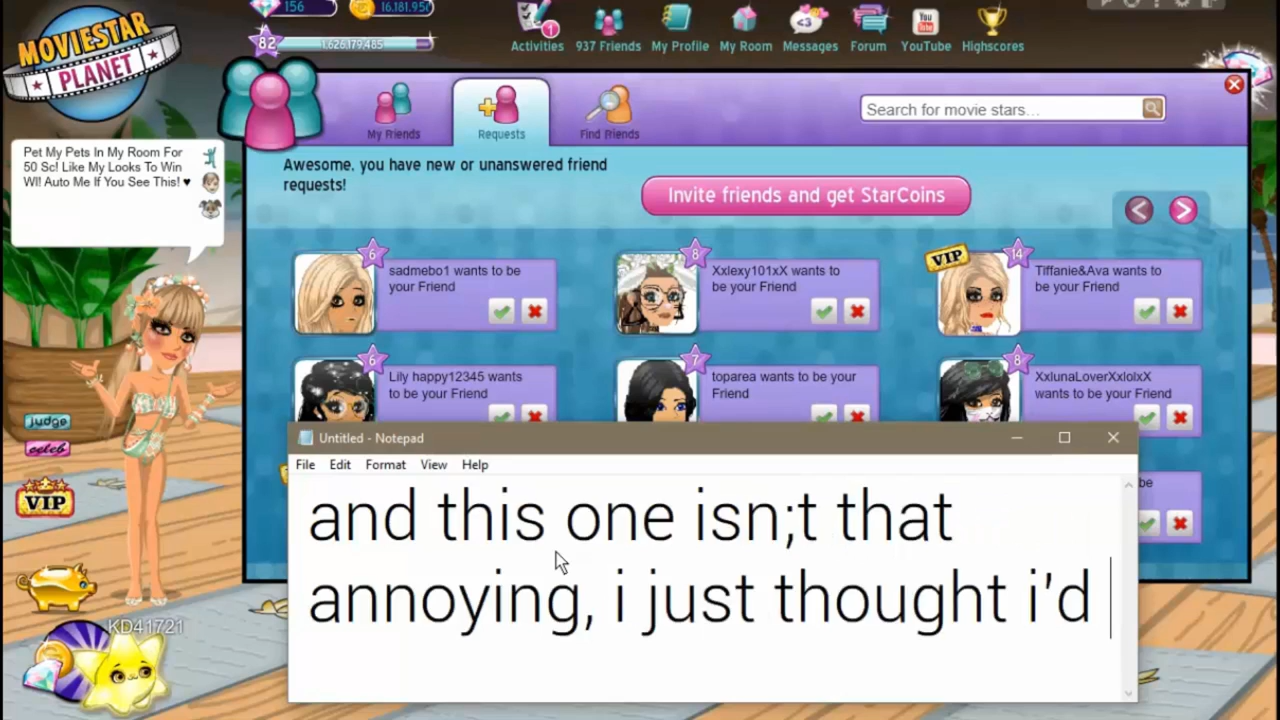 156
16.181.950
82
1,626,179,485
MOVIESTAR
PLANET
1
Activities
937 Friends
My Profile
My Room
<3
Messages
Forum
You
Tube
YouTube
Highscores
My Friends
Requests
Find Friends
Search for movie stars...
Pet My Pets In My Room For
50 Sc! Like My Looks To Win
W! Auto Me If You See This! ♥
Awesome, you have new or unanswered friend
requests!
Invite friends and get StarCoins
6
sadmebo1 wants to be
your Friend
8
Xxlexy101xX wants to
be your Friend
VIP
14
Tiffanie&Ava wants to
be your Friend
6
Lily happy12345 wants
to be your Friend
7
toparea wants to be your
Friend
8
XxlunaLoverXxlolxX
wants to be your Friend
be
judge
celeb
VIP
KD41721
Untitled - Notepad
File Edit Format View Help
and this one isn;t that
annoying, i just thought i'd